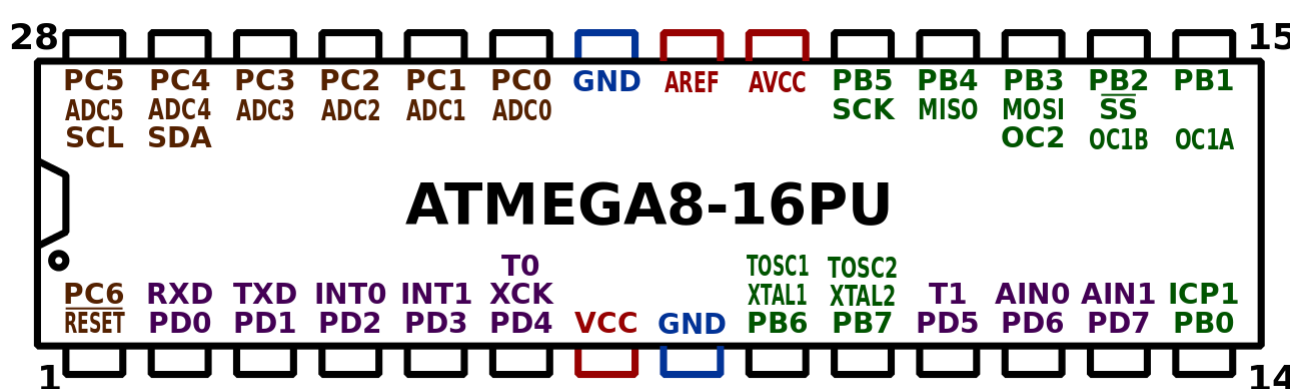 28 15
PC5 PC4 PC3 PC2 PC1 PC0 GND AREF AVCC PB5 PB4 PB3 PB2 PB1
ADC5 ADC4 ADC3 ADC2 ADC1 ADC0 SCK MISO MOSI SS
SCL SDA OC2 OC1B OC1A
ATMEGA8-16PU
T0 TOSC1 TOSC2
PC6 RXD TXD INT0 INT1 XCK XTAL1 XTAL2 T1 AIN0 AIN1 ICP1
RESET PD0 PD1 PD2 PD3 PD4 VCC GND PB6 PB7 PD5 PD6 PD7 PB0
1 14